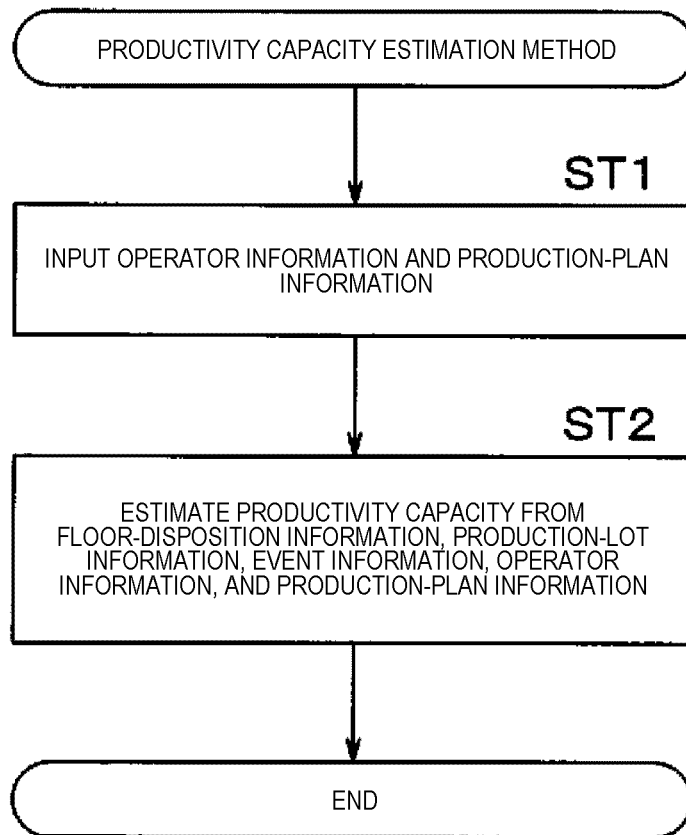 PRODUCTIVITY CAPACITY ESTIMATION METHOD
ST1
INPUT OPERATOR INFORMATION AND PRODUCTION-PLAN
INFORMATION
ST2
ESTIMATE PRODUCTIVITY CAPACITY FROM
FLOOR-DISPOSITION INFORMATION, PRODUCTION-LOT
INFORMATION, EVENT INFORMATION, OPERATOR
INFORMATION, AND PRODUCTION-PLAN INFORMATION
END